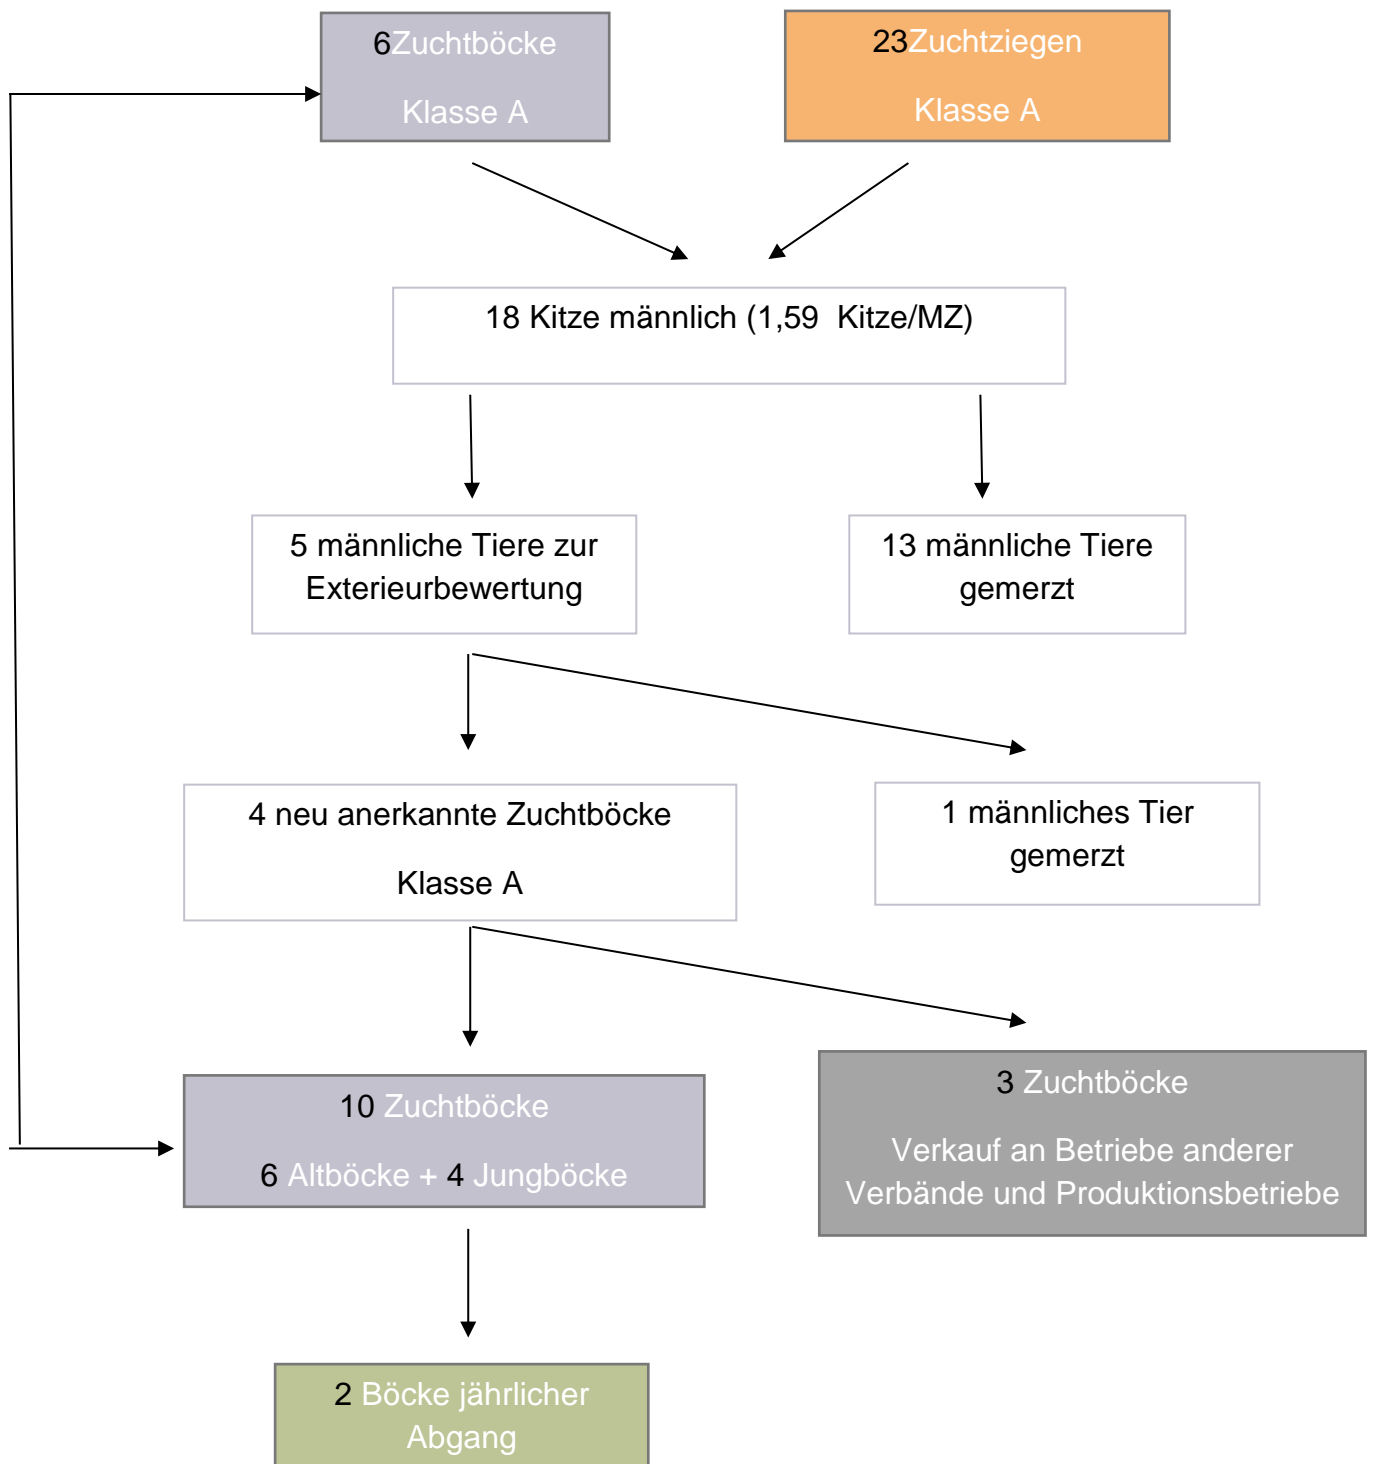 6Zuchtböcke
Klasse A
23Zuchtziegen
Klasse A
18 Kitze männlich (1,59 Kitze/MZ)
5 männliche Tiere zur
Exterieurbewertung
13 männliche Tiere
gemerzt
4 neu anerkannte Zuchtböcke
Klasse A
1 männliches Tier
gemerzt
10 Zuchtböcke
6 Altböcke + 4 Jungböcke
3 Zuchtböcke
Verkauf an Betriebe anderer
Verbände und Produktionsbetriebe
2 Böcke jährlicher
Abgang